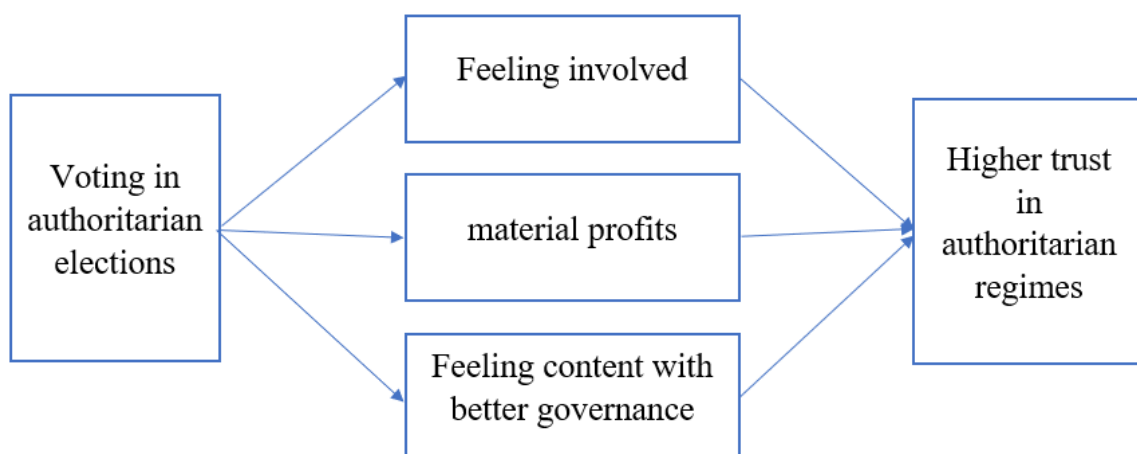 Voting in
authoritarian
elections
Feeling involved
material profits
Feeling content with
better governance
Higher trust
in
authoritarian
regimes